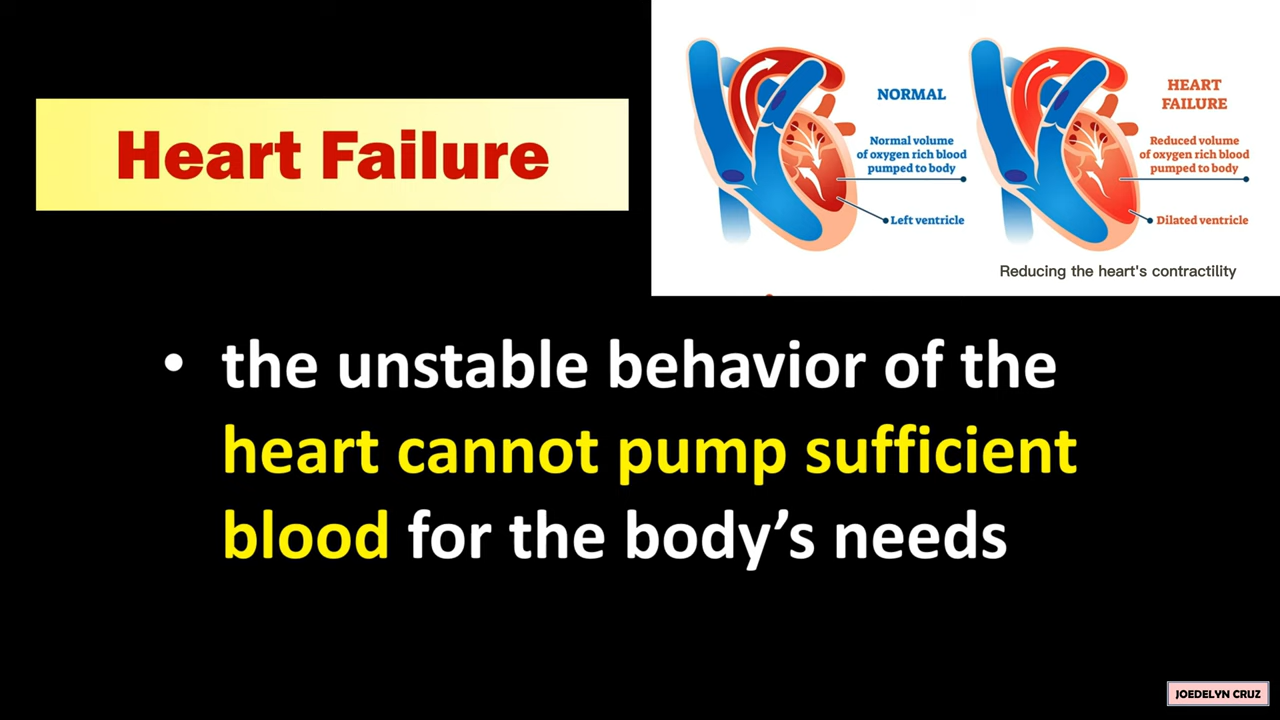 Heart Failure
NORMAL
Normal volume
of oxygen rich blood
pumped to body
Left ventricle
HEART
FAILURE
Reduced volume
of oxygen rich blood
pumped to body
Dilated ventricle
Reducing the heart's contractility
• the unstable behavior of the
heart cannot pump sufficient
blood for the body’s needs
JOEDELYN CRUZ